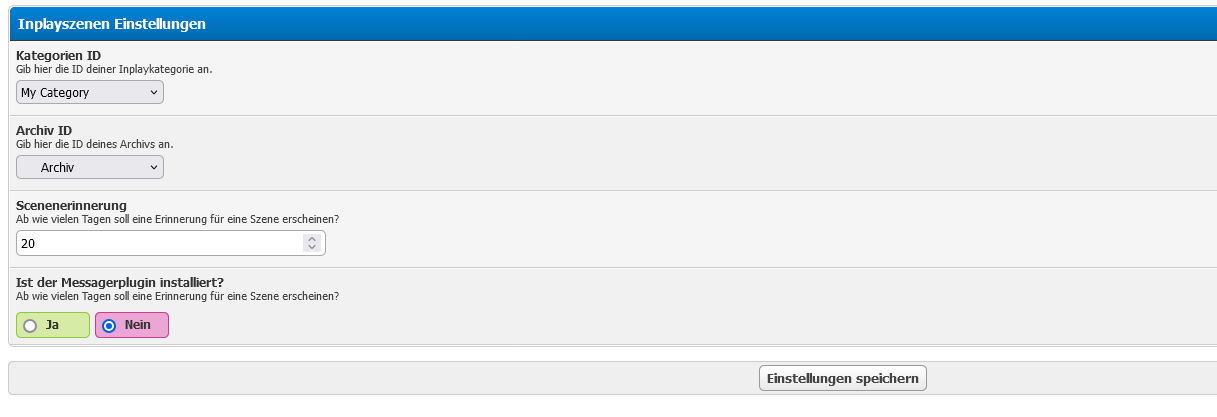 Inplayszenen Einstellungen
Kategorien ID
Gib hier die ID deiner Inplaykategorie an.
My Category
Archiv ID
Gib hier die ID deines Archivs an.
Archiv
Scenenerinnerung
Ab wie vielen Tagen soll eine Erinnerung für eine Szene erscheinen?
20
Ist der Messagerplugin installiert?
Ab wie vielen Tagen soll eine Erinnerung für eine Szene erscheinen?
Ja Nein
Einstellungen speichern